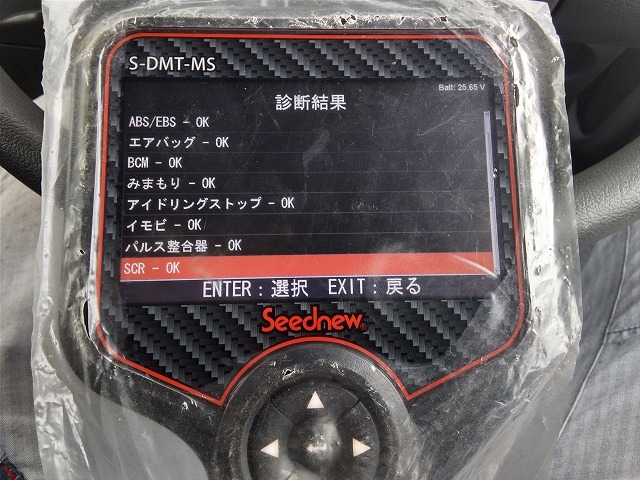 S-DMT-MS
Batt: 25.65 V
診断結果
ABS/EBS - OK
エアバッグ - OK
BCM - OK
みまもり - OK
アイドリングストップ - OK
イモビ - OK
パルス整合器 - OK
SCR - OK
ENTER：選択 EXIT：戻る
Seednew®